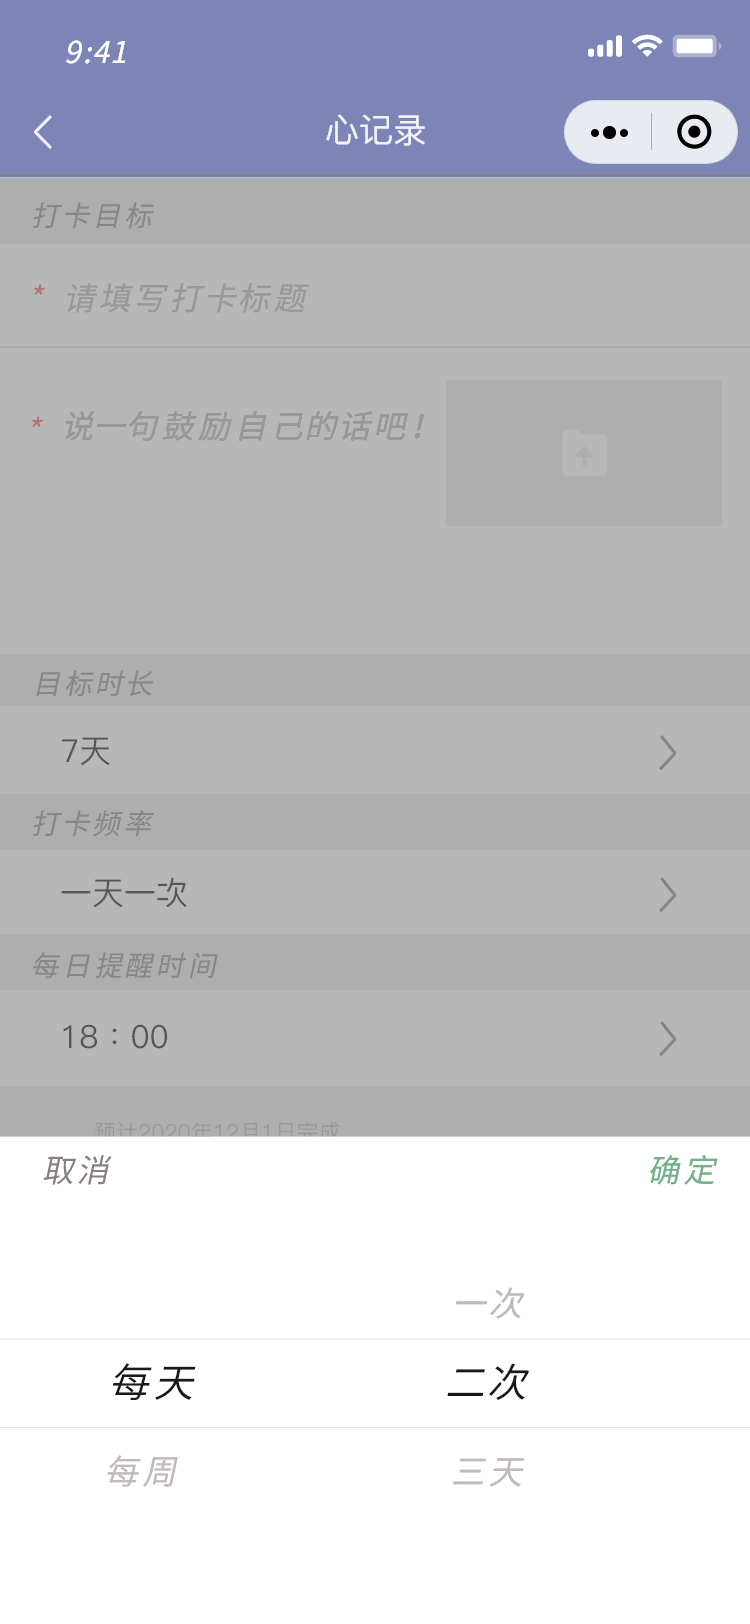 9:41
心记录
打卡目标
* 请填写打卡标题
* 说一句鼓励自己的话吧！
目标时长
7天
打卡频率
一天一次
每日提醒时间
18：00
预计2020年12月1日完成
取消 确定
一次
每天 二次
每周 三天